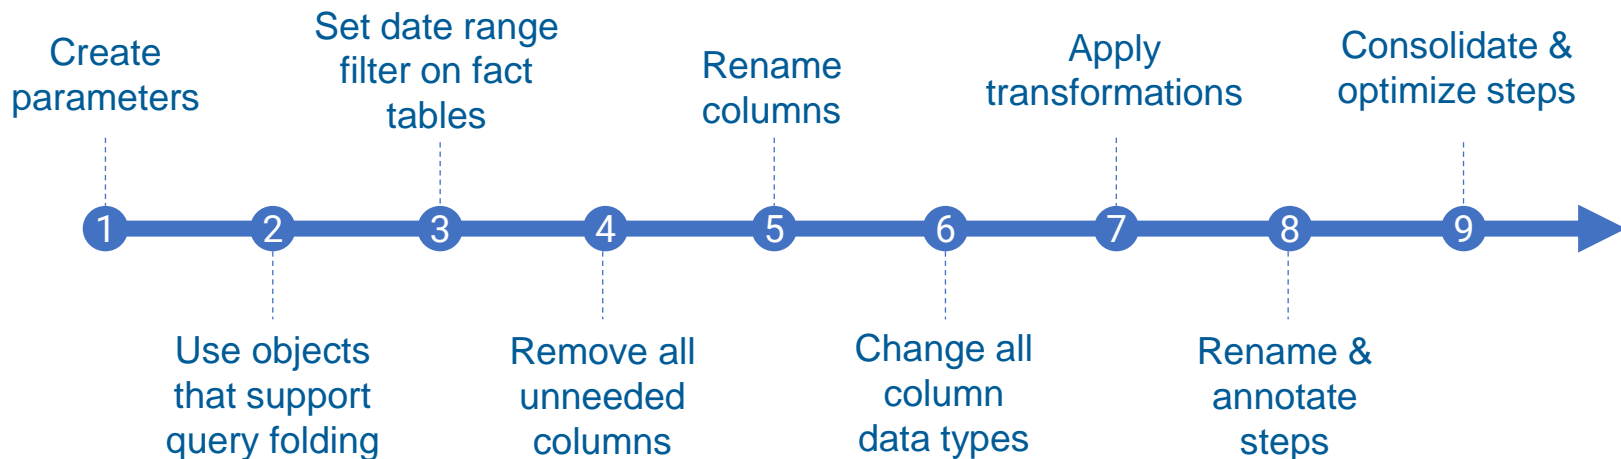 Create
parameters
Set date range
filter on fact
tables
Rename
columns
Apply
transformations
Consolidate &
optimize steps
1
2
3
4
5
6
7
8
9
Use objects
that support
query folding
Remove all
unneeded
columns
Change all
column
data types
Rename &
annotate
steps